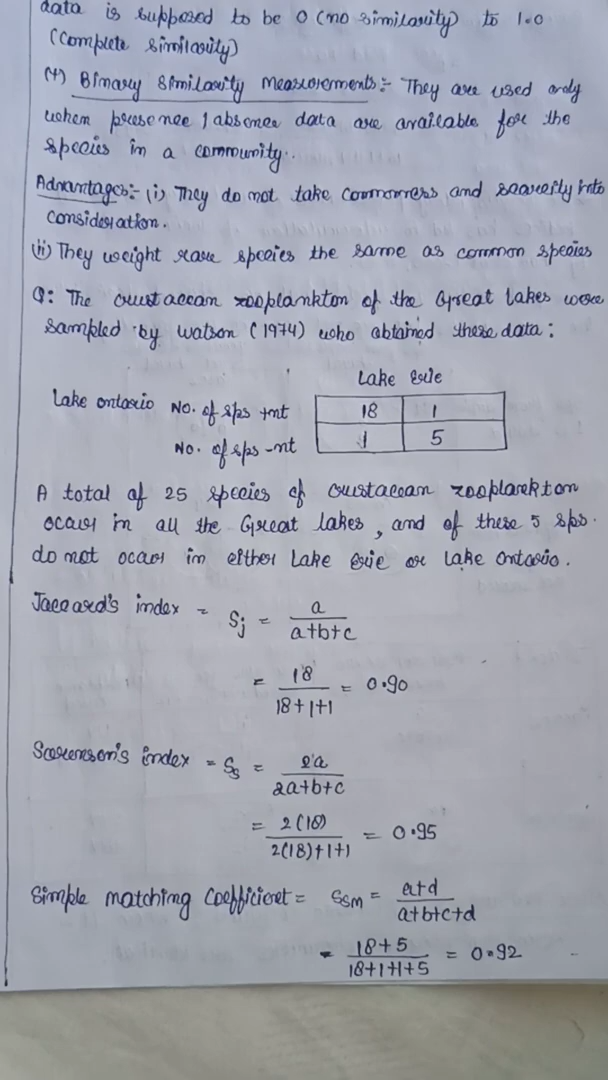 data is supposed to be 0 (no similarity) to 1.0
(Complete similarity)
(4) Binary Similarity Measurements:- They are used only
when presence / absence data are available for the
species in a community.
Advantages:- (i) They do not take commonness and scarcity into
consideration.
(ii) They weight rare species the same as common species
Q: The crustacean zooplankton of the Great Lakes were
sampled by Watson (1974) who obtained these data:
Lake Erie
Lake Ontario No. of sps +nt 18 1
No. of sps -nt 1 5
A total of 25 species of crustacean zooplankton
occur in all the Great lakes, and of these 5 sps.
do not occur in either Lake Erie or Lake Ontario.
Jaccard's index = Sj = a / a+b+c
= 18 / 18+1+1 = 0.90
Sorenson's index = Ss = 2a / 2a+b+c
= 2(18) / 2(18)+1+1 = 0.95
Simple matching Coefficient = SSM = a+d / a+b+c+d
= 18+5 / 18+1+1+5 = 0.92